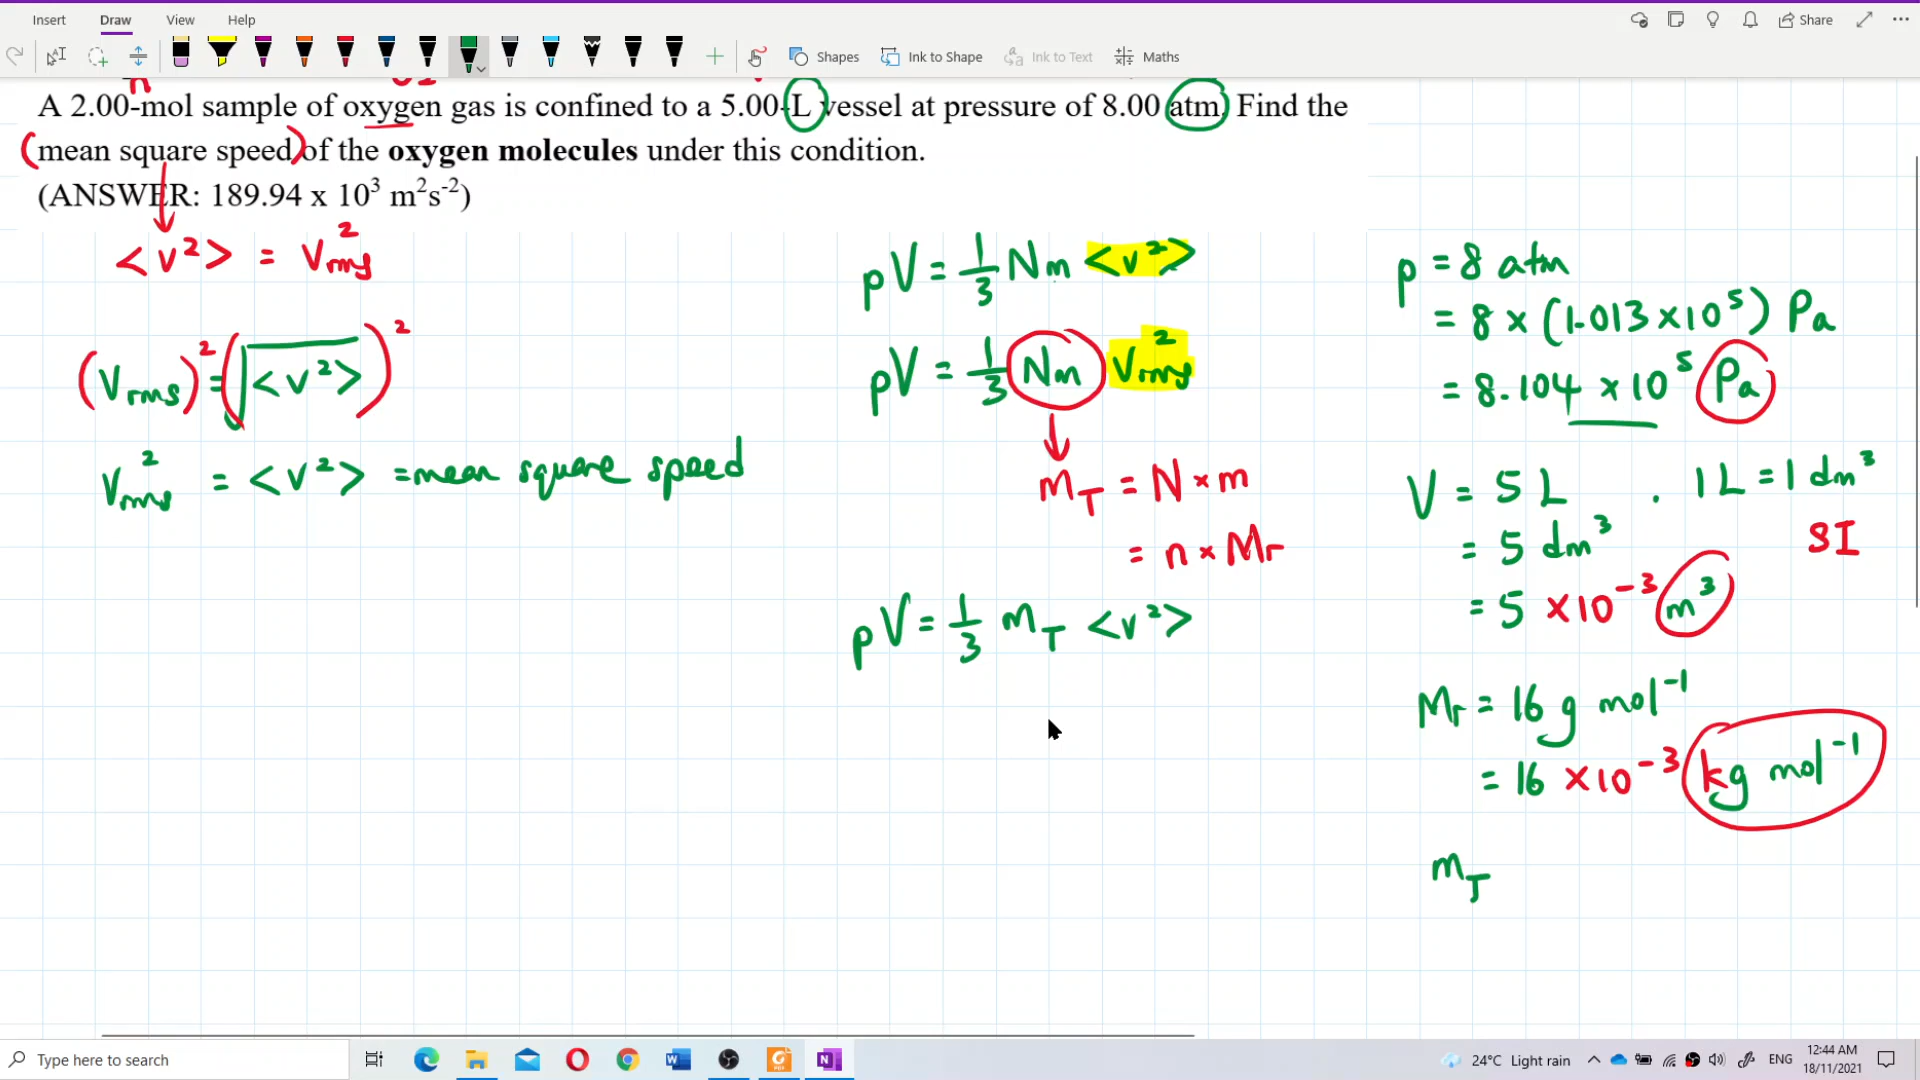 Insert Draw View Help
Share
Shapes Ink to Shape Ink to Text Maths
n O2
A 2.00-mol sample of oxygen gas is confined to a 5.00-L vessel at pressure of 8.00 atm. Find the
(mean square speed) of the oxygen molecules under this condition.
(ANSWER: 189.94 x 10³ m²s⁻²)
<v²> = Vrms²
(Vrms)² = (√<v²>)²
Vrms² = <v²> = mean square speed
pV = 1/3 Nm <v²>
pV = 1/3 Nm Vrms²
m_T = N × m
= n × Mr
pV = 1/3 m_T <v²>
p = 8 atm
= 8 × (1.013 × 10⁵) Pa
= 8.104 × 10⁵ Pa
V = 5 L . 1 L = 1 dm³
= 5 dm³ SI
= 5 × 10⁻³ m³
Mr = 16 g mol⁻¹
= 16 × 10⁻³ kg mol⁻¹
m_T
Type here to search
24°C Light rain
ENG
12:44 AM
18/11/2021